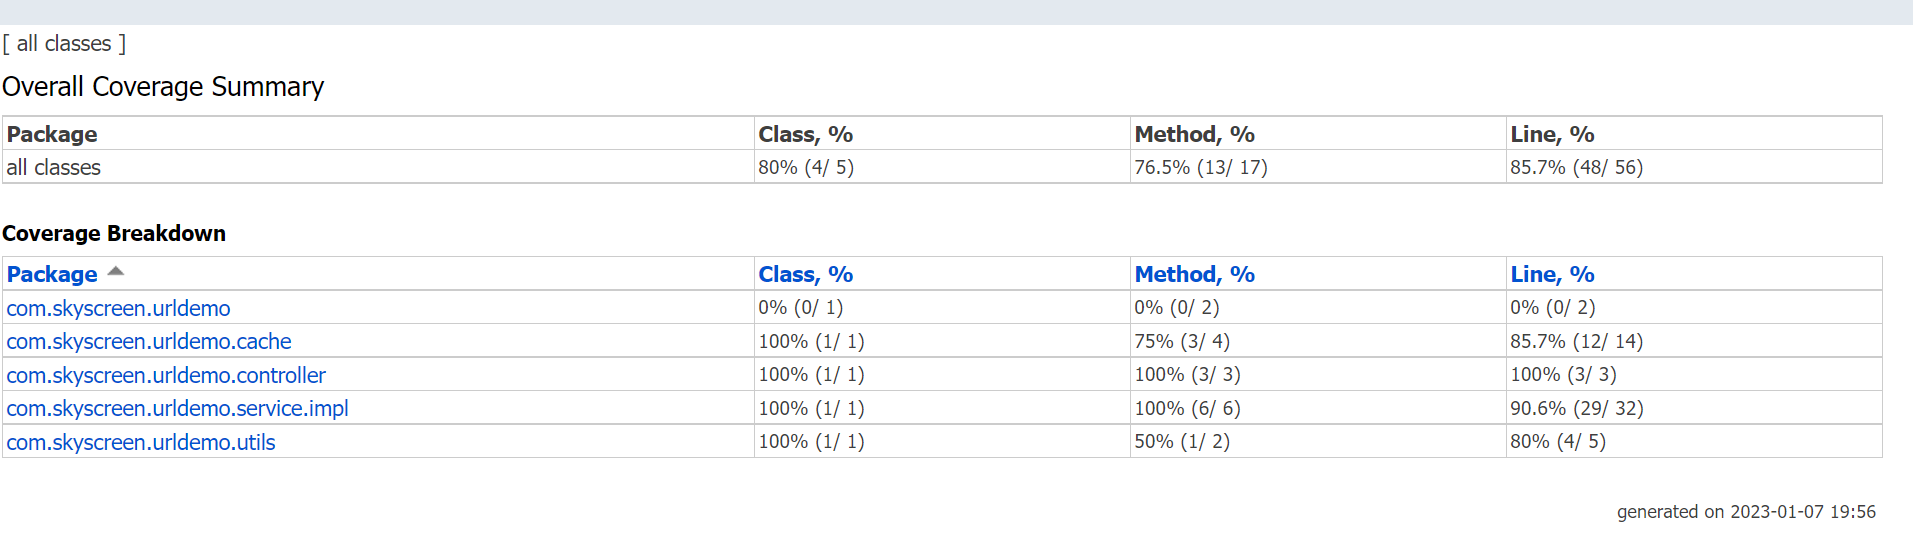 [ all classes ]
Overall Coverage Summary
Package Class, % Method, % Line, %
all classes 80% (4/ 5) 76.5% (13/ 17) 85.7% (48/ 56)
Coverage Breakdown
Package Class, % Method, % Line, %
com.skyscreen.urldemo 0% (0/ 1) 0% (0/ 2) 0% (0/ 2)
com.skyscreen.urldemo.cache 100% (1/ 1) 75% (3/ 4) 85.7% (12/ 14)
com.skyscreen.urldemo.controller 100% (1/ 1) 100% (3/ 3) 100% (3/ 3)
com.skyscreen.urldemo.service.impl 100% (1/ 1) 100% (6/ 6) 90.6% (29/ 32)
com.skyscreen.urldemo.utils 100% (1/ 1) 50% (1/ 2) 80% (4/ 5)
generated on 2023-01-07 19:56